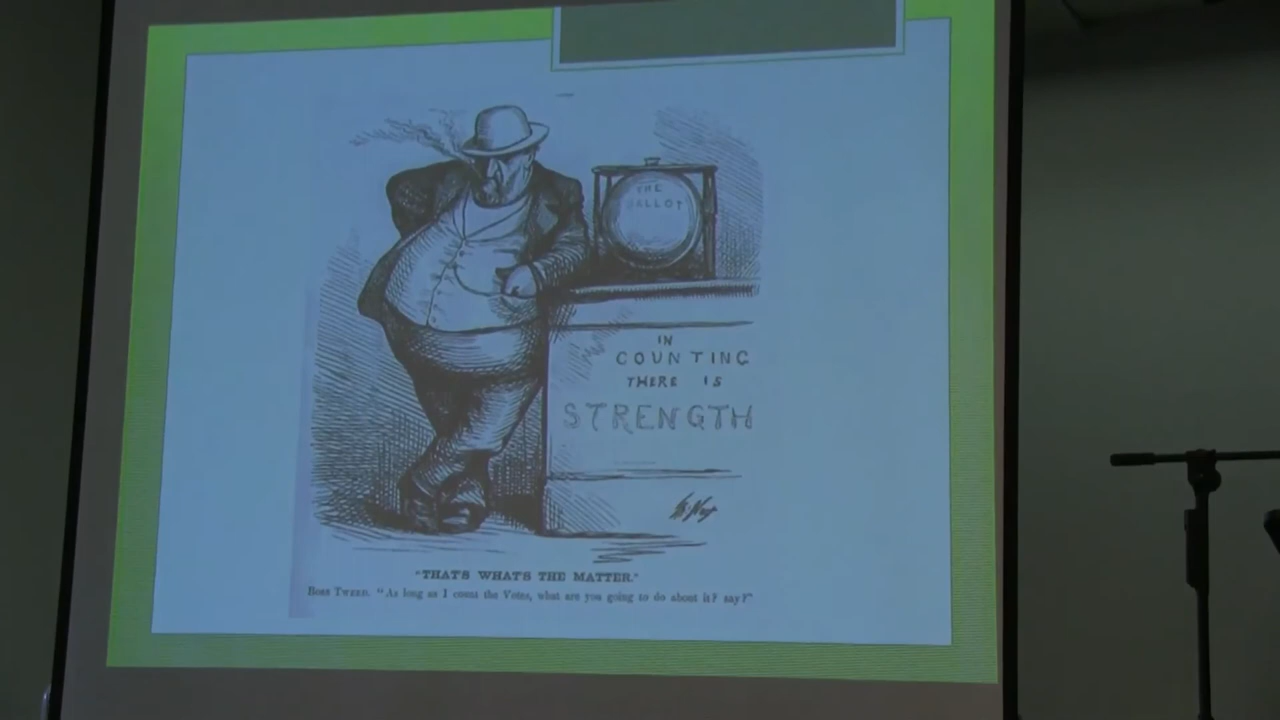 THE
BALLOT
IN
COUNTING
THERE IS
STRENGTH
"THAT'S WHAT'S THE MATTER."
Boss Tweed. "As long as I count the Votes, what are you going to do about it? say?"